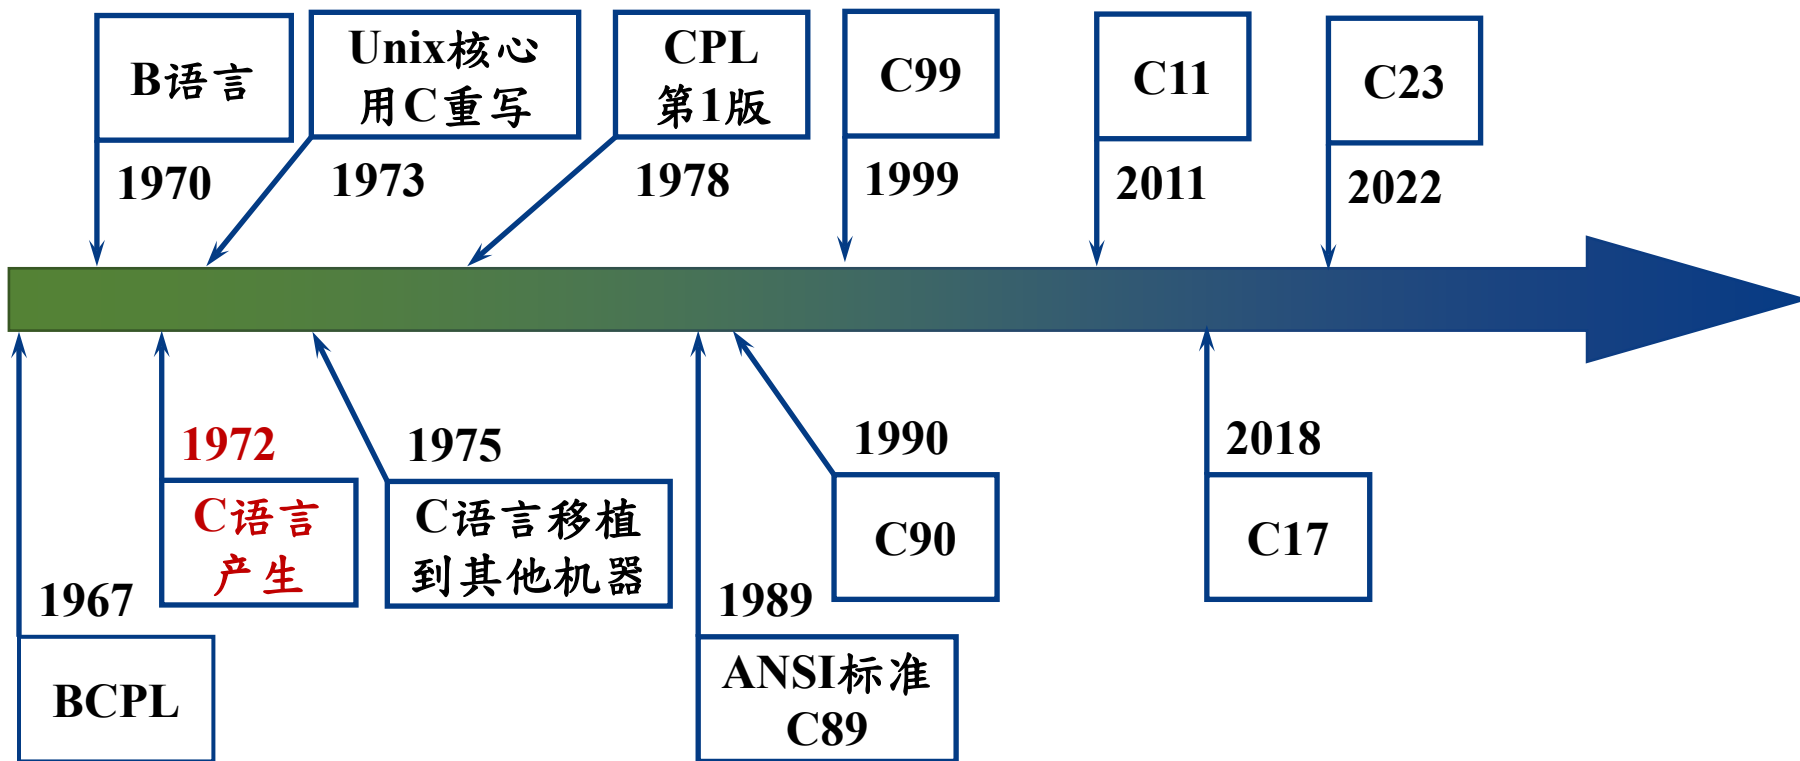 B语言
1970
Unix核心
用C重写
1973
CPL
第1版
1978
C99
1999
C11
2011
C23
2022
1967
BCPL
1972
C语言
产生
1975
C语言移植
到其他机器
1989
ANSI标准
C89
1990
C90
2018
C17